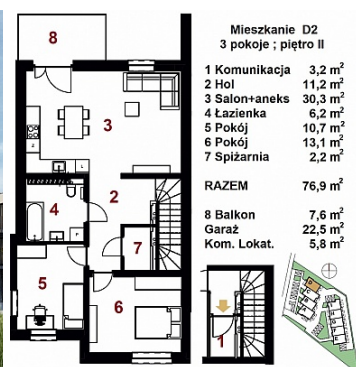 Mieszkanie D2
3 pokoje ; piętro II
1 Komunikacja 3,2 m²
2 Hol 11,2 m²
3 Salon+aneks 30,3 m²
4 Łazienka 6,2 m²
5 Pokój 10,7 m²
6 Pokój 13,1 m²
7 Spiżarnia 2,2 m²
RAZEM 76,9 m²
8 Balkon 7,6 m²
Garaż 22,5 m²
Kom. Lokat. 5,8 m²
8
3
2
4
7
5
6
1